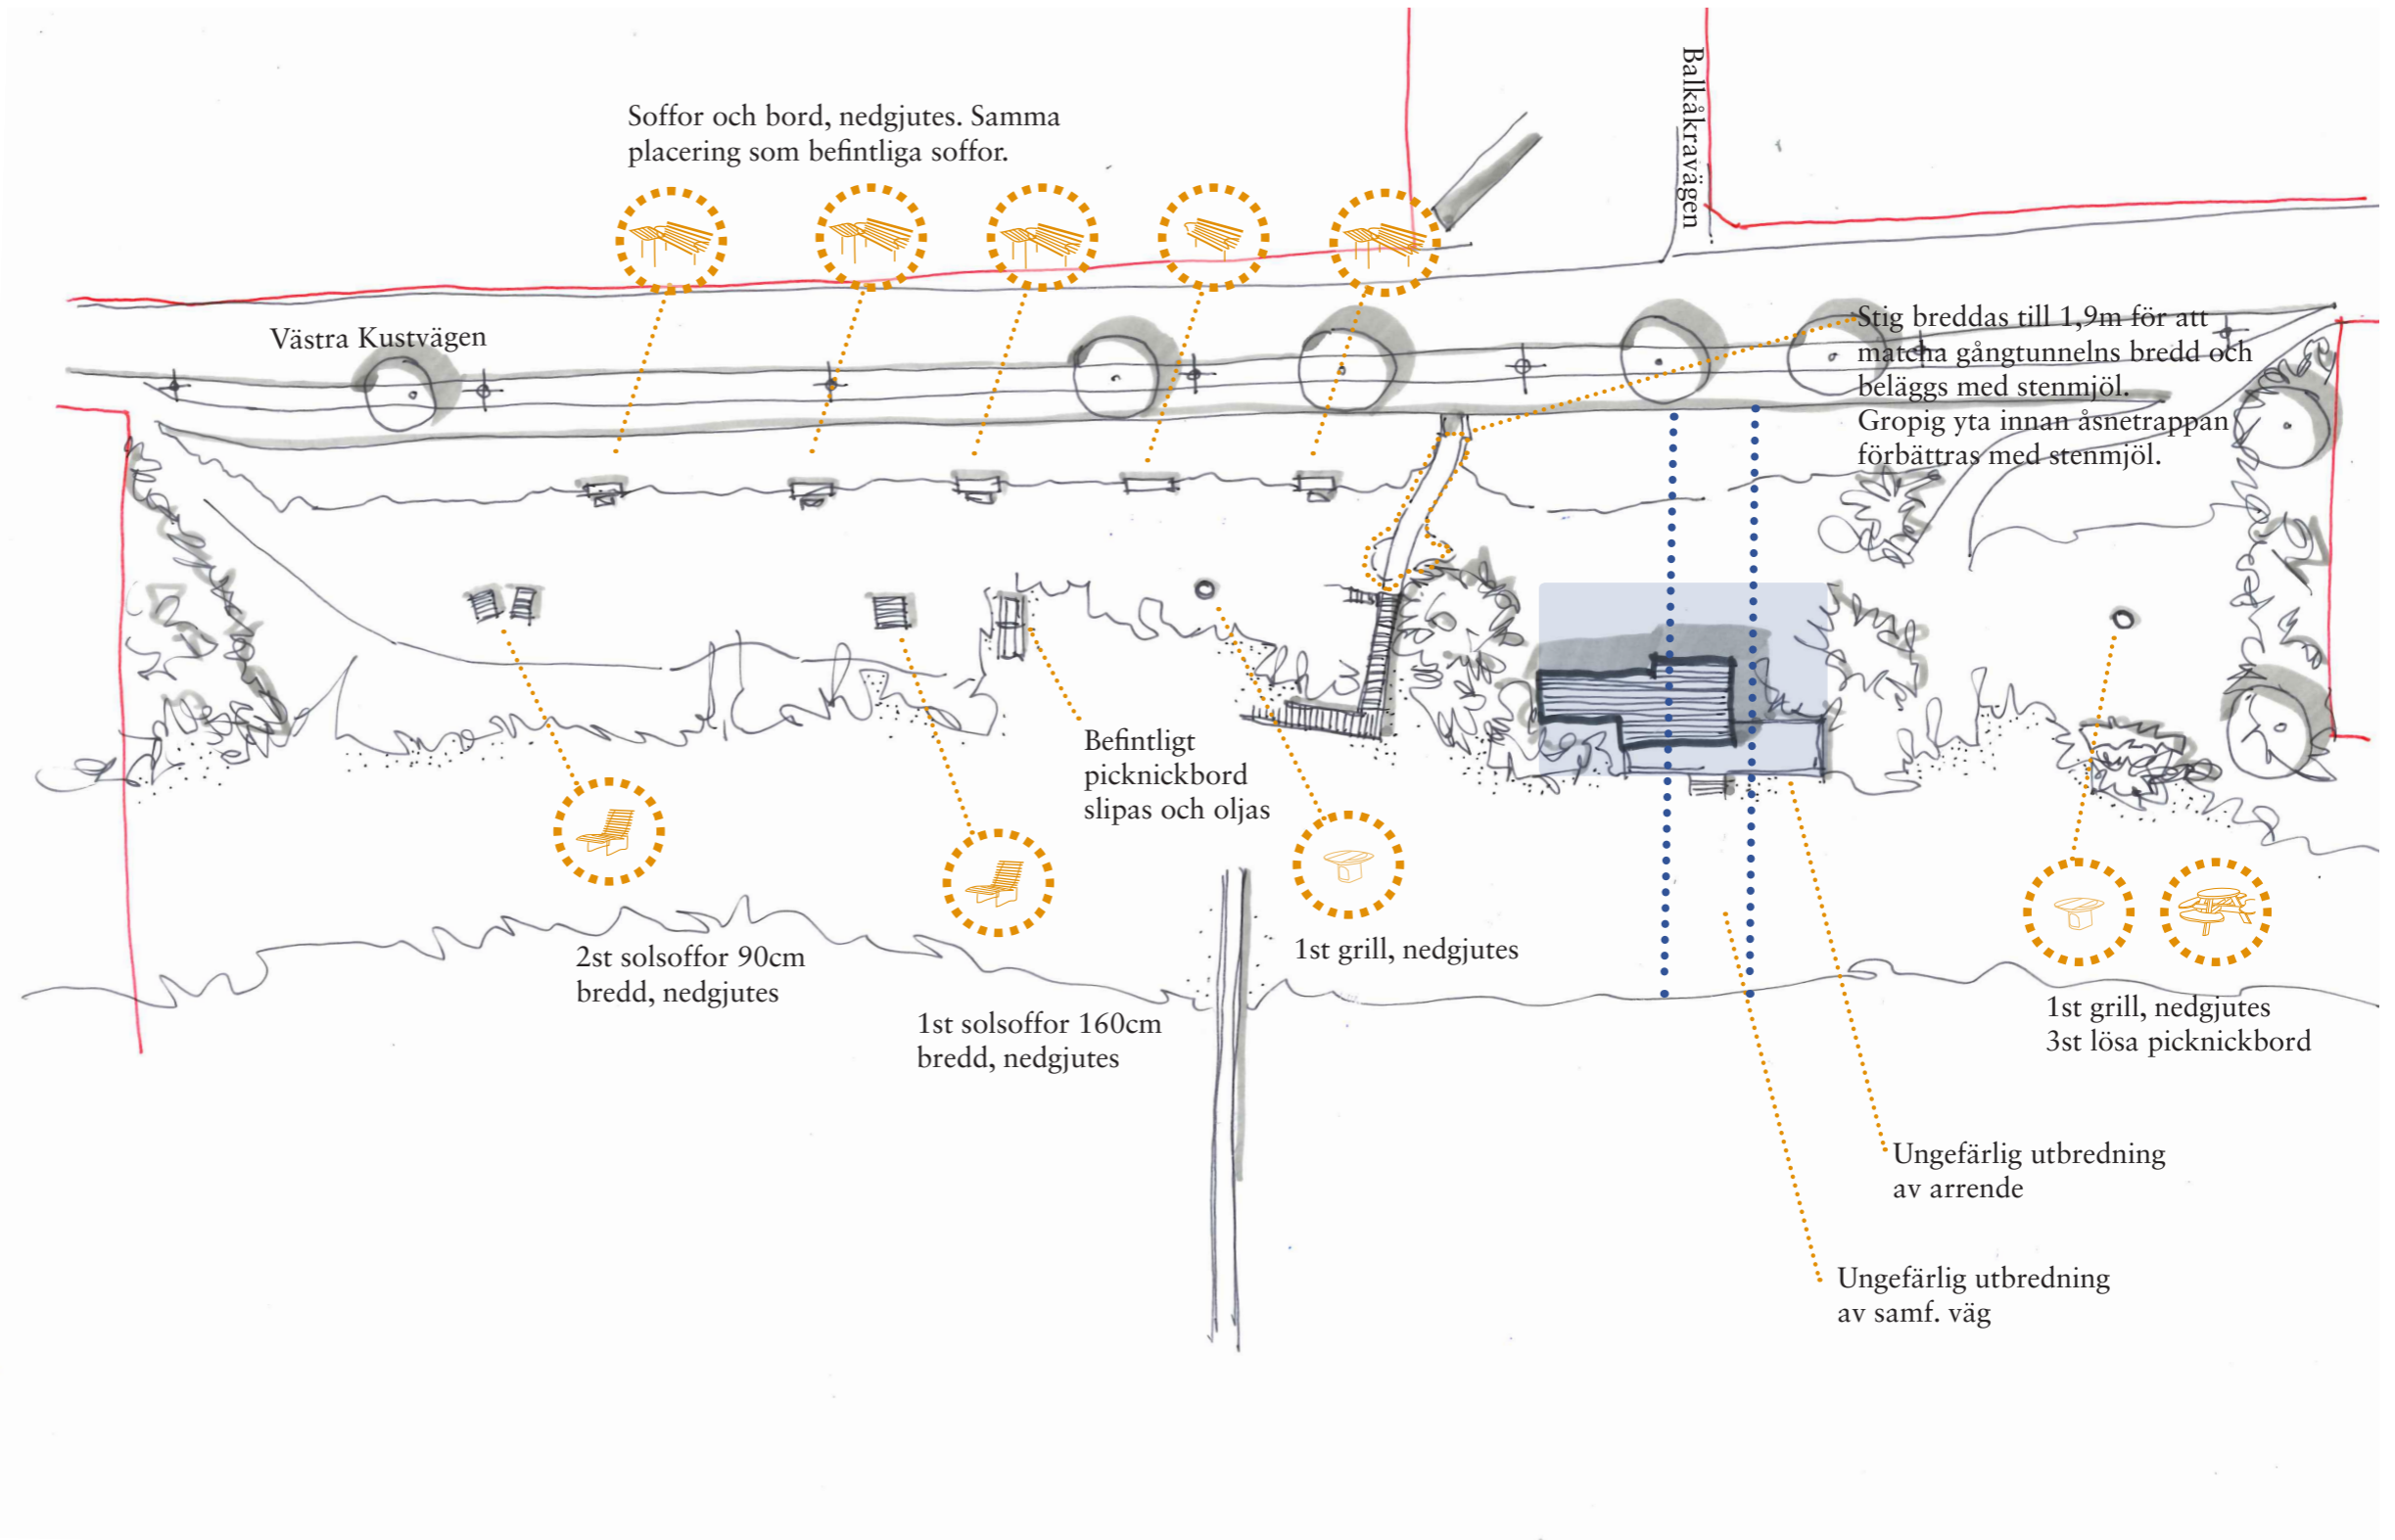 Balkåkravägen
Soffor och bord, nedgjutes. Samma
placering som befintliga soffor.
Västra Kustvägen
Stig breddas till 1,9m för att
matcha gångtunnelns bredd och
beläggs med stenmjöl.
Gropig yta innan åsnetrappan
förbättras med stenmjöl.
Befintligt
picknickbord
slipas och oljas
2st solsoffor 90cm
bredd, nedgjutes
1st solsoffor 160cm
bredd, nedgjutes
1st grill, nedgjutes
1st grill, nedgjutes
3st lösa picknickbord
Ungefärlig utbredning
av arrende
Ungefärlig utbredning
av samf. väg